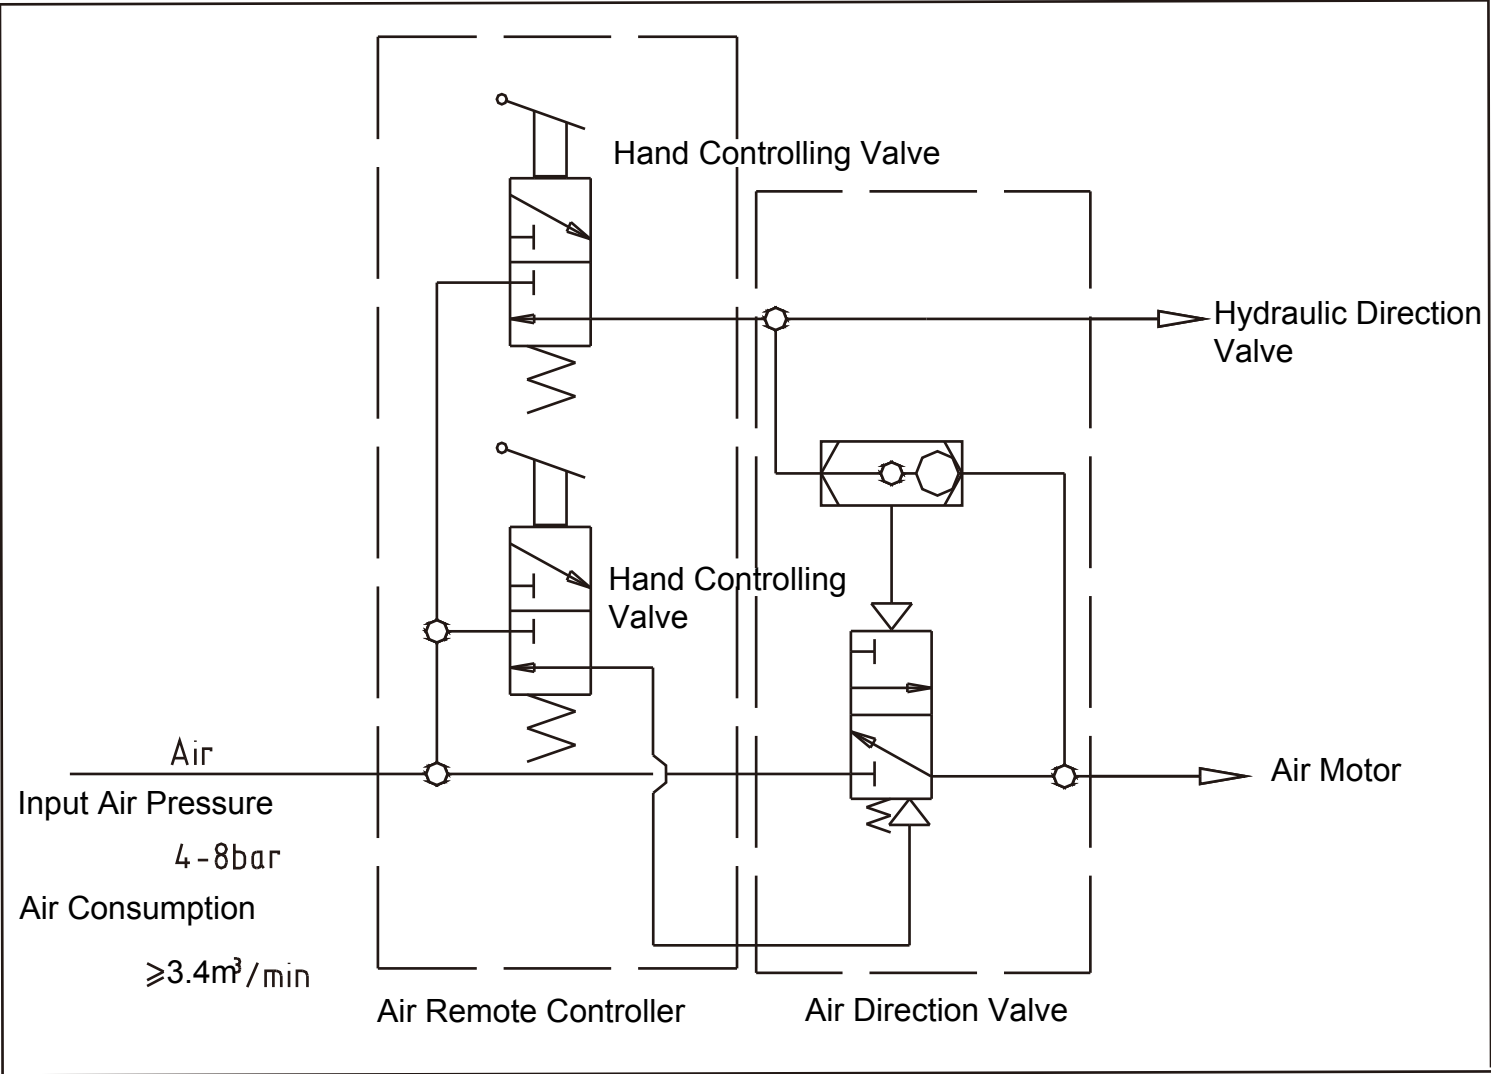 Hand Controlling Valve
Hydraulic Direction
Valve
Hand Controlling
Valve
Air
Input Air Pressure
Air Motor
4-8bar
Air Consumption
⩾3.4m³/min
Air Remote Controller
Air Direction Valve